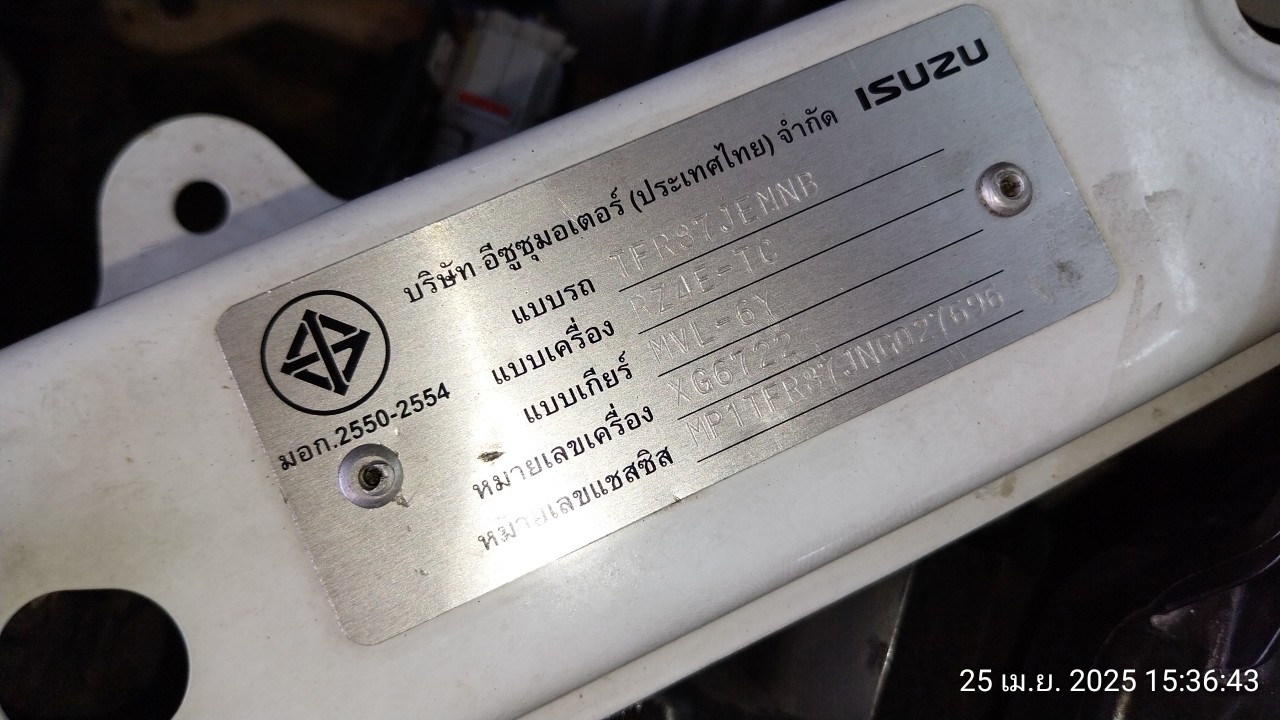 ISUZU
บริษัท อีซูซุมอเตอร์ (ประเทศไทย) จำกัด
แบบรถ TFR87JEMNB
แบบเครื่อง RZ4E-TC
แบบเกียร์ MVL-6Y
หมายเลขเครื่อง XG6722
หมายเลขแชสซิส MP1TFR87JNG027696
มอก.2550-2554
25 เม.ย. 2025 15:36:43